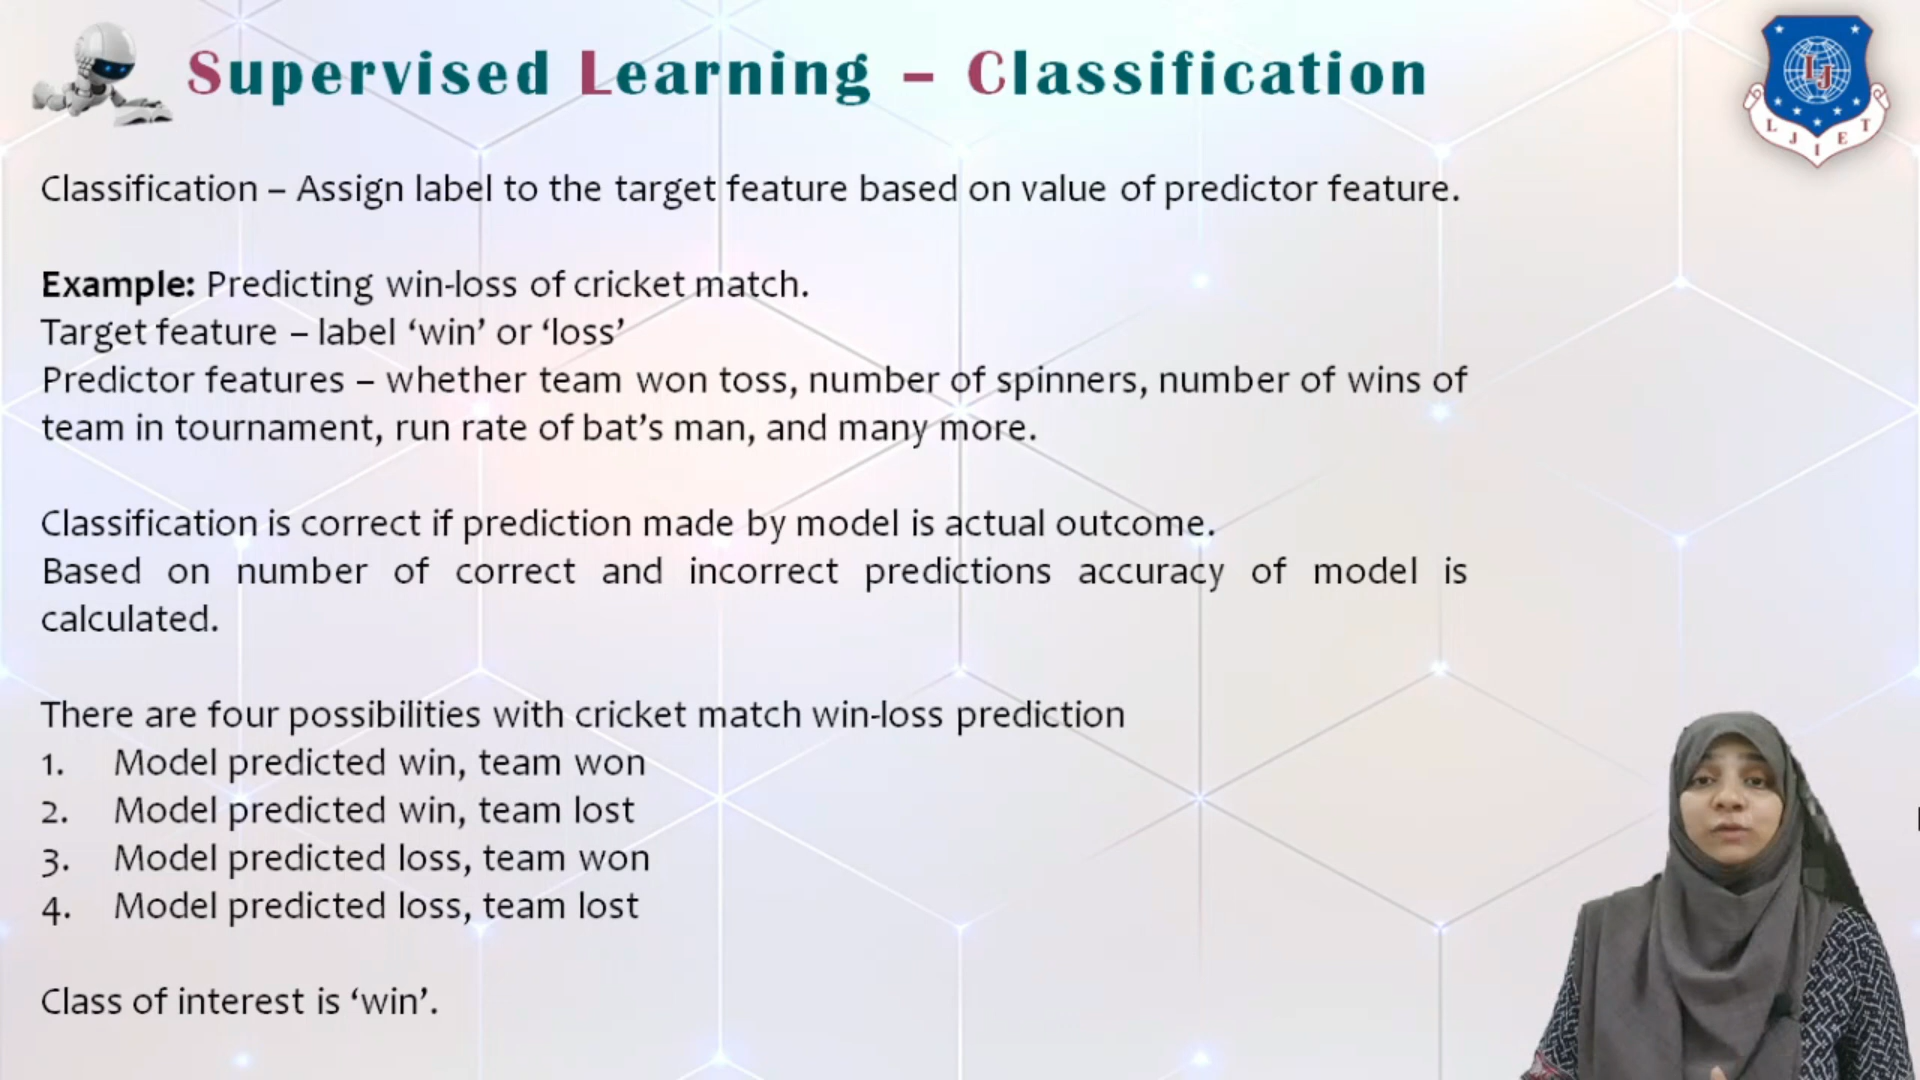 Supervised Learning – Classification
LJ
L J I E T
Classification – Assign label to the target feature based on value of predictor feature.
Example: Predicting win-loss of cricket match.
Target feature – label ‘win’ or ‘loss’
Predictor features – whether team won toss, number of spinners, number of wins of
team in tournament, run rate of bat’s man, and many more.
Classification is correct if prediction made by model is actual outcome.
Based on number of correct and incorrect predictions accuracy of model is
calculated.
There are four possibilities with cricket match win-loss prediction
1. Model predicted win, team won
2. Model predicted win, team lost
3. Model predicted loss, team won
4. Model predicted loss, team lost
Class of interest is ‘win’.